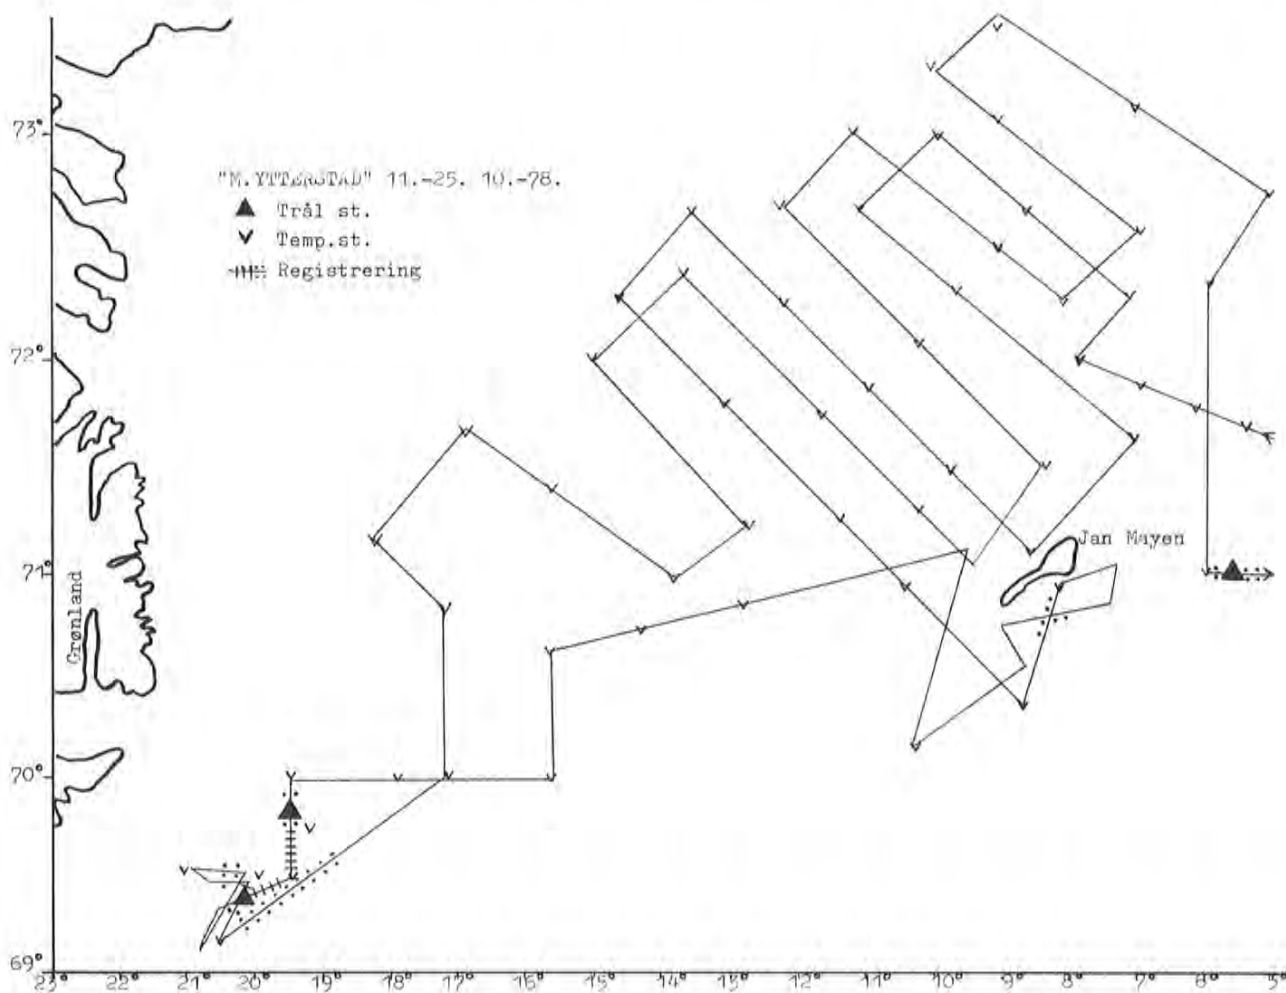 "M.YTTERSTAD" 11.-25. 10.-78.
Trål st.
Temp.st.
Registrering
73°
72°
71°
70°
69°
Grønland
Jan Mayen
23° 22° 21° 20° 19° 18° 17° 16° 15° 14° 13° 12° 11° 10° 9° 8° 7° 6° 5°